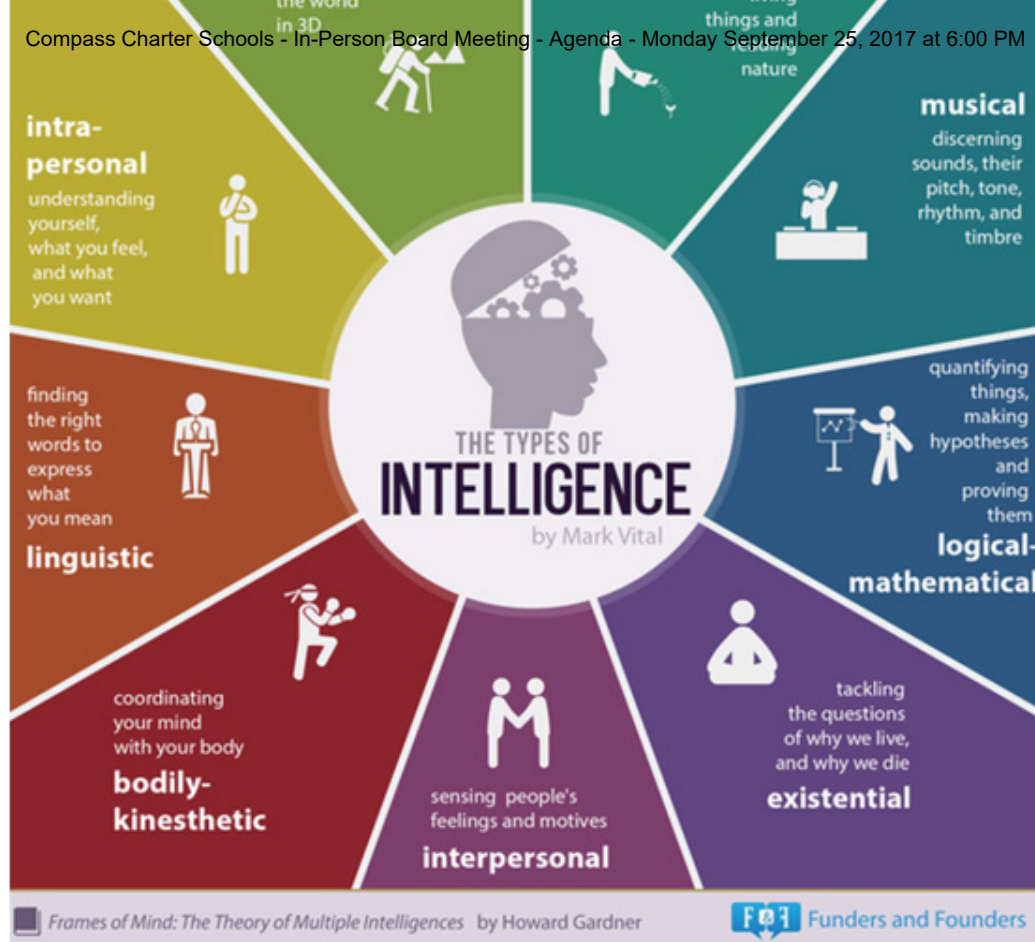 the world
in 3D
living
things and
reading
nature
Compass Charter Schools - In-Person Board Meeting - Agenda - Monday September 25, 2017 at 6:00 PM
intra-
personal
understanding
yourself,
what you feel,
and what
you want
musical
discerning
sounds, their
pitch, tone,
rhythm, and
timbre
finding
the right
words to
express
what
you mean
linguistic
THE TYPES OF
INTELLIGENCE
by Mark Vital
quantifying
things,
making
hypotheses
and
proving
them
logical-
mathematical
coordinating
your mind
with your body
bodily-
kinesthetic
sensing people's
feelings and motives
interpersonal
tackling
the questions
of why we live,
and why we die
existential
Frames of Mind: The Theory of Multiple Intelligences by Howard Gardner
F&F Funders and Founders